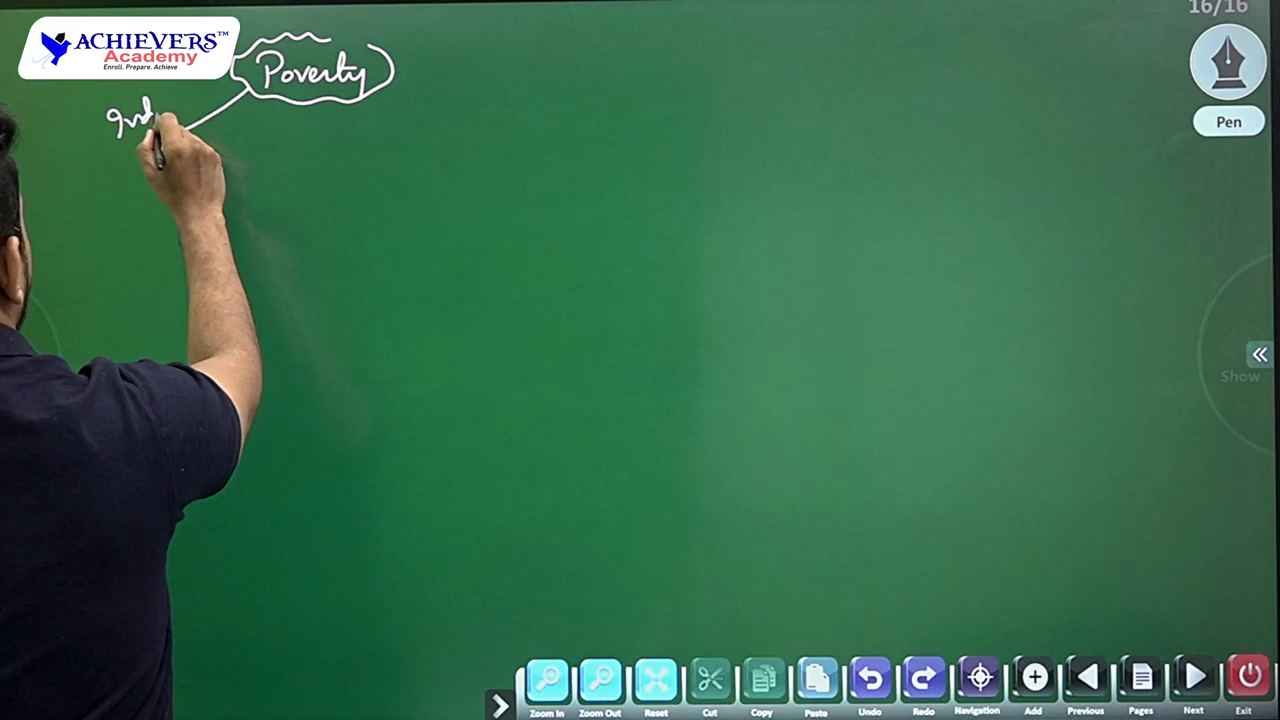 16/16
ACHIEVERS™
Academy
Enroll. Prepare. Achieve
Poverty
Ind
Pen
Show
Zoom In Zoom Out Reset Cut Copy Paste Undo Redo Navigation Add Previous Pages Next Exit